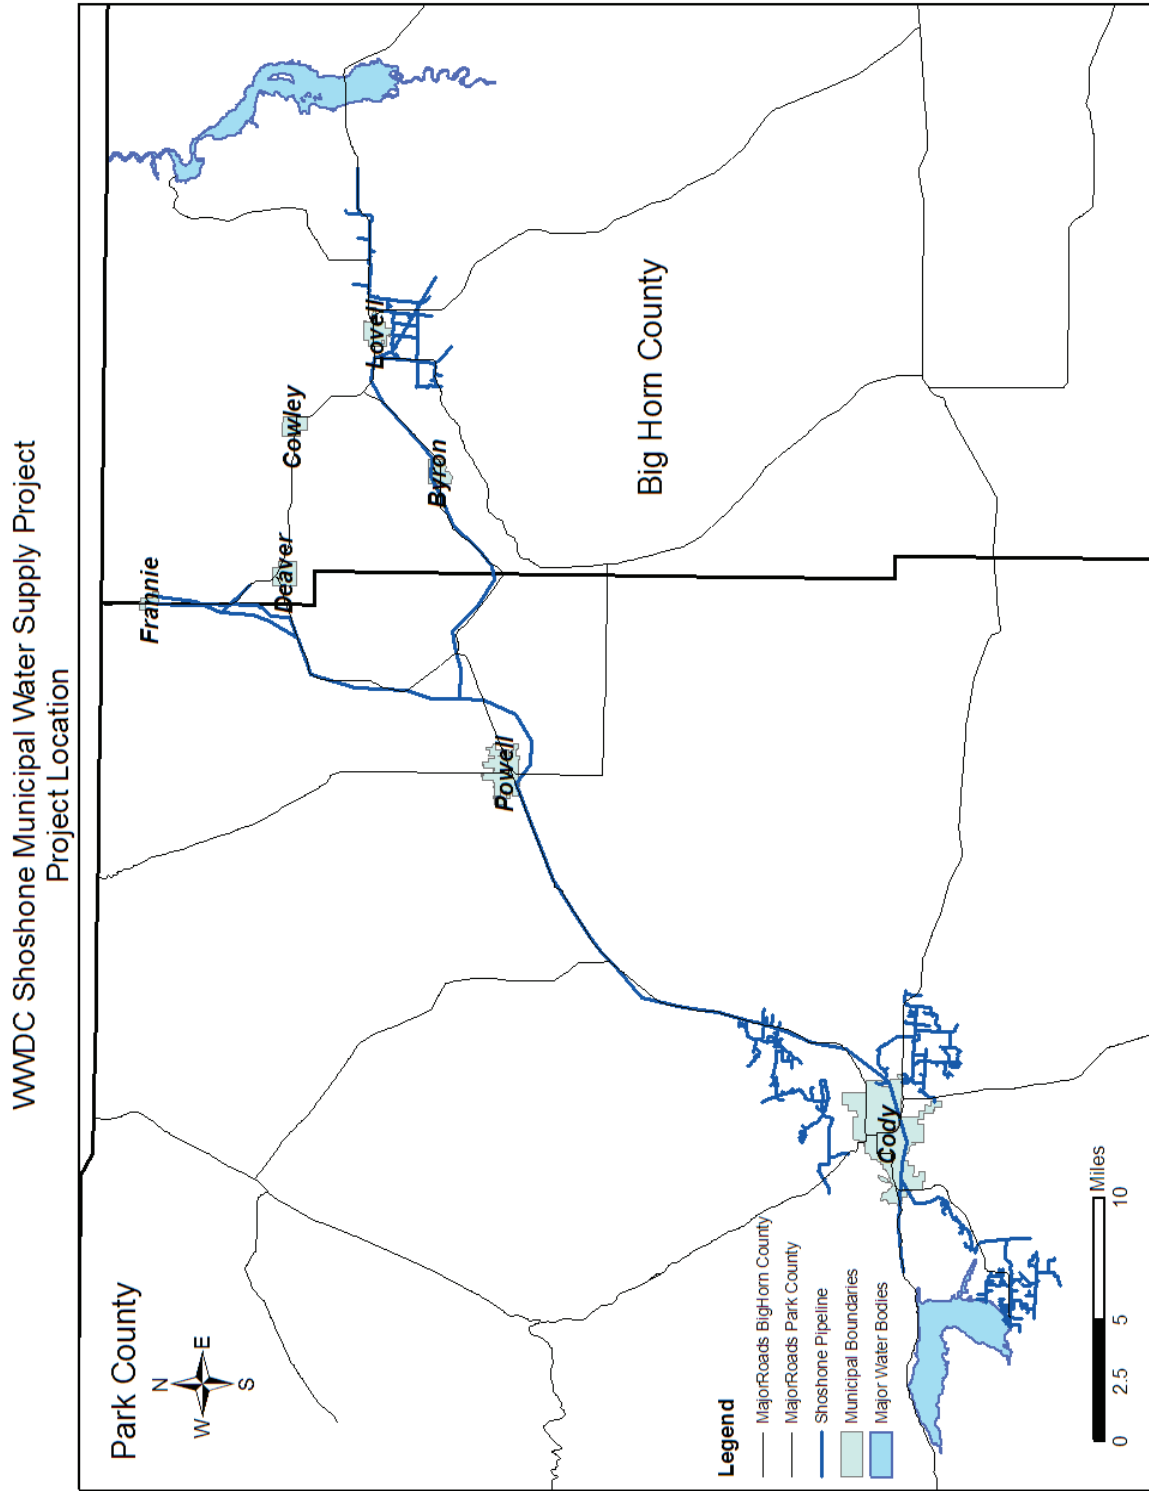 WWDC Shoshone Municipal Water Supply Project
Project Location
Park County
N
W
E
S
Frannie
Deaver
Cowley
Lovell
Byron
Powell
Big Horn County
Cody
Legend
MajorRoads BigHorn County
MajorRoads Park County
Shoshone Pipeline
Municipal Boundaries
Major Water Bodies
0 2.5 5 10
Miles